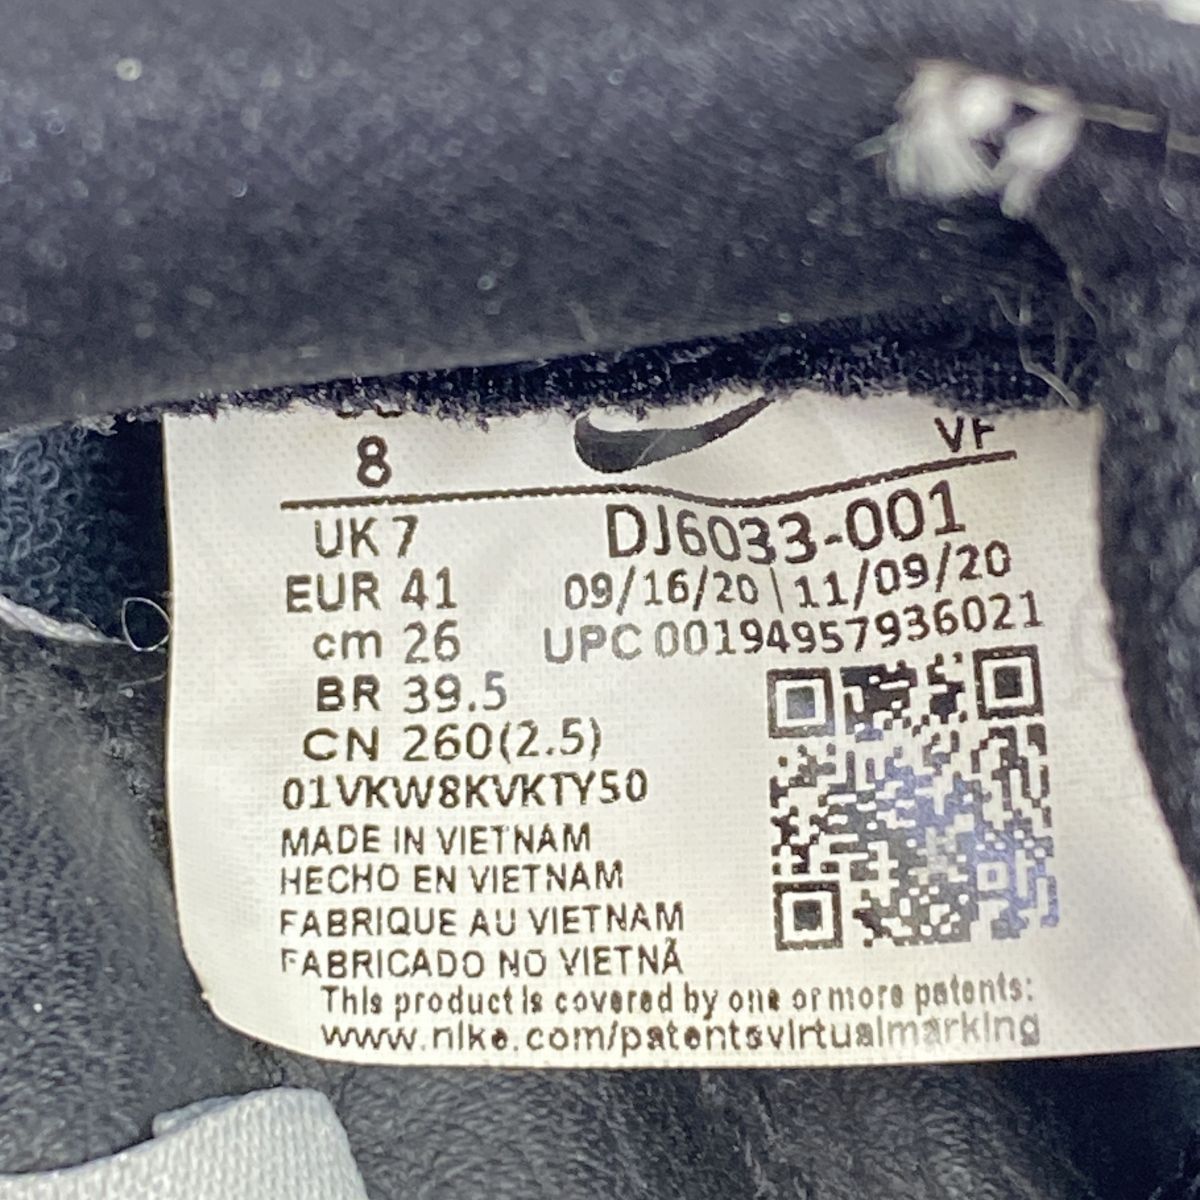 8
VF
UK 7
DJ6033-001
EUR 41
09/16/20 \ 11/09/20
cm 26
UPC 00194957936021
BR 39.5
CN 260(2.5)
01VKW8KVKTY50
MADE IN VIETNAM
HECHO EN VIETNAM
FABRIQUE AU VIETNAM
FABRICADO NO VIETNÃ
This product is covered by one or more patents:
www.nike.com/patentsvirtualmarking